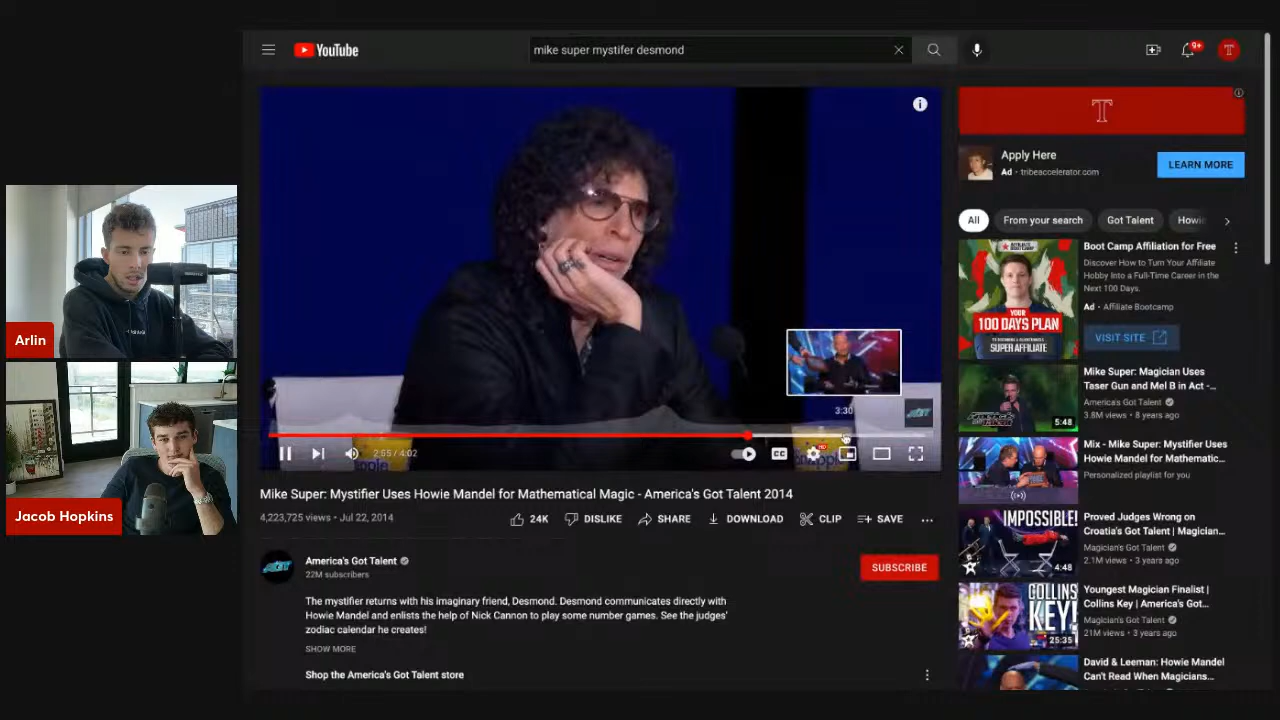 YouTube
mike super mystifer desmond
9+
T
T
Apply Here
Ad • tribeaccelerator.com
LEARN MORE
All
From your search
Got Talent
Howie
Boot Camp Affiliation for Free
Discover How to Turn Your Affiliate
Hobby Into a Full-Time Career in the
Next 100 Days.
Ad • Affiliate Bootcamp
VISIT SITE
YOUR
100 DAYS PLAN
SUPER AFFILIATE
Mike Super: Magician Uses
Taser Gun and Mel B in Act -...
America's Got Talent
3.8M views • 8 years ago
5:48
Mix - Mike Super: Mystifier Uses
Howie Mandel for Mathematic...
Personalized playlist for you
IMPOSSIBLE!
4:48
Proved Judges Wrong on
Croatia's Got Talent | Magician...
Magician's Got Talent
2.1M views • 3 years ago
COLLINS
KEY!
25:35
Youngest Magician Finalist |
Collins Key | America's Got...
Magician's Got Talent
21M views • 3 years ago
David & Leeman: Howie Mandel
Can't Read When Magicians...
Arlin
Jacob Hopkins
3:30
2:55 / 4:02
CC
HD
Mike Super: Mystifier Uses Howie Mandel for Mathematical Magic - America's Got Talent 2014
4,223,725 views • Jul 22, 2014
24K
DISLIKE
SHARE
DOWNLOAD
CLIP
SAVE
AGT
America's Got Talent
22M subscribers
SUBSCRIBE
The mystifier returns with his imaginary friend, Desmond. Desmond communicates directly with
Howie Mandel and enlists the help of Nick Cannon to play some number games. See the judges'
zodiac calendar he creates!
SHOW MORE
Shop the America's Got Talent store